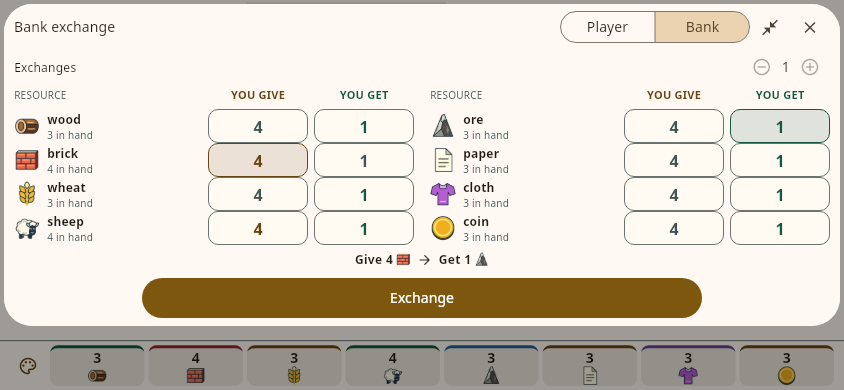 Bank exchange
Player
Bank
Exchanges
1
RESOURCE YOU GIVE YOU GET
wood
3 in hand
4 1
brick
4 in hand
4 1
wheat
3 in hand
4 1
sheep
4 in hand
4 1
RESOURCE YOU GIVE YOU GET
ore
3 in hand
4 1
paper
3 in hand
4 1
cloth
3 in hand
4 1
coin
3 in hand
4 1
Give 4 → Get 1
Exchange
3 4 3 4 3 3 3 3